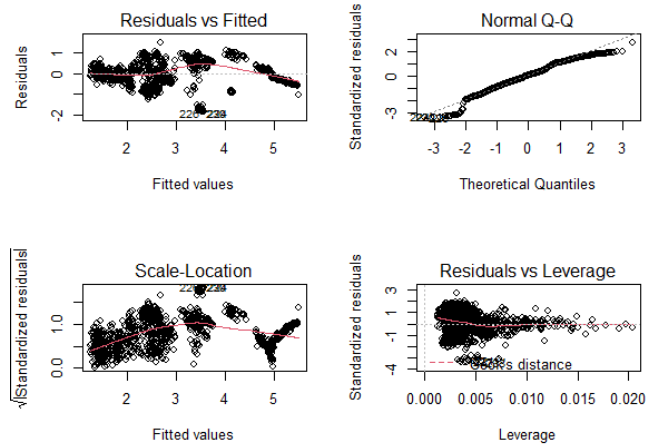 Residuals vs Fitted
Residuals
-2
0
1
2
3
4
5
Fitted values
Normal Q-Q
Standardized residuals
-3
-1
0
2
-3
-2
-1
0
1
2
3
Theoretical Quantiles
Scale-Location
√|Standardized residuals|
0.0
1.0
2
3
4
5
Fitted values
Residuals vs Leverage
Standardized residuals
-4
-1
1
3
Cook's distance
0.000
0.005
0.010
0.015
0.020
Leverage